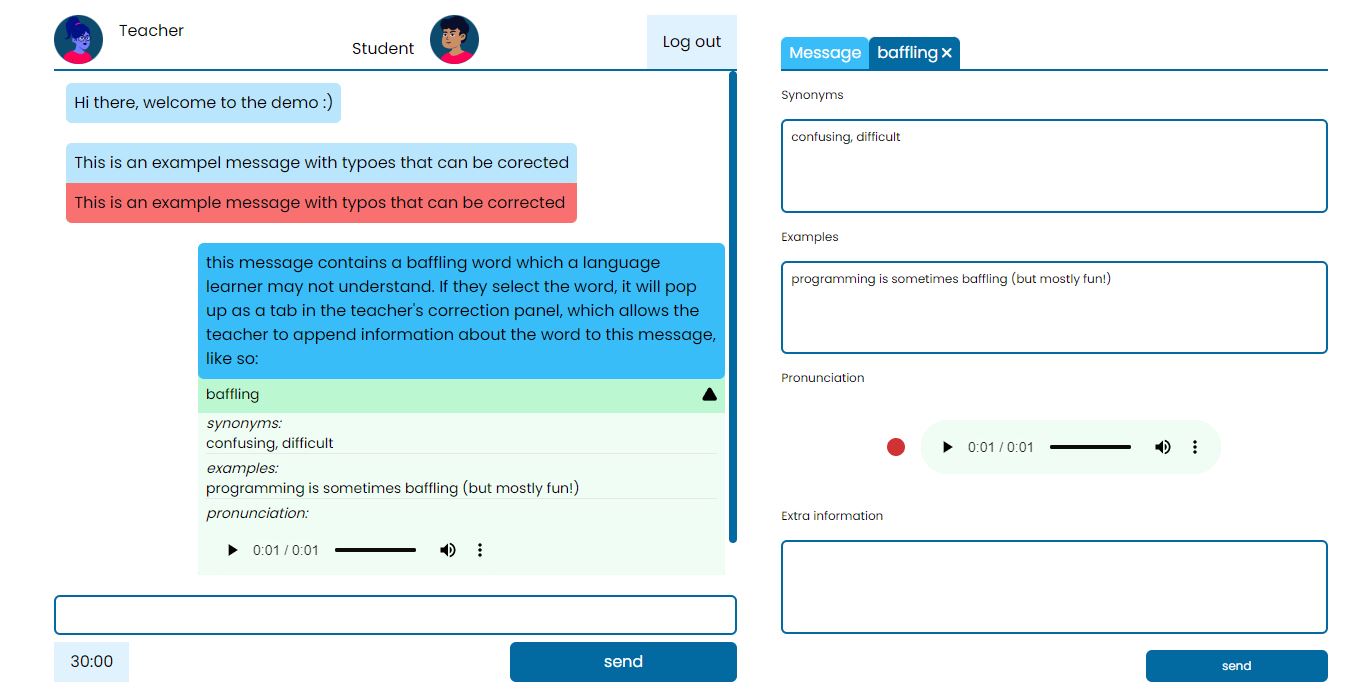 Teacher
Student
Log out
Hi there, welcome to the demo :)
This is an exampel message with typoes that can be corected
This is an example message with typos that can be corrected
this message contains a baffling word which a language
learner may not understand. If they select the word, it will pop
up as a tab in the teacher's correction panel, which allows the
teacher to append information about the word to this message,
like so:
baffling
synonyms:
confusing, difficult
examples:
programming is sometimes baffling (but mostly fun!)
pronunciation:
0:01 / 0:01
30:00
send
Message
baffling ×
Synonyms
confusing, difficult
Examples
programming is sometimes baffling (but mostly fun!)
Pronunciation
0:01 / 0:01
Extra information
send